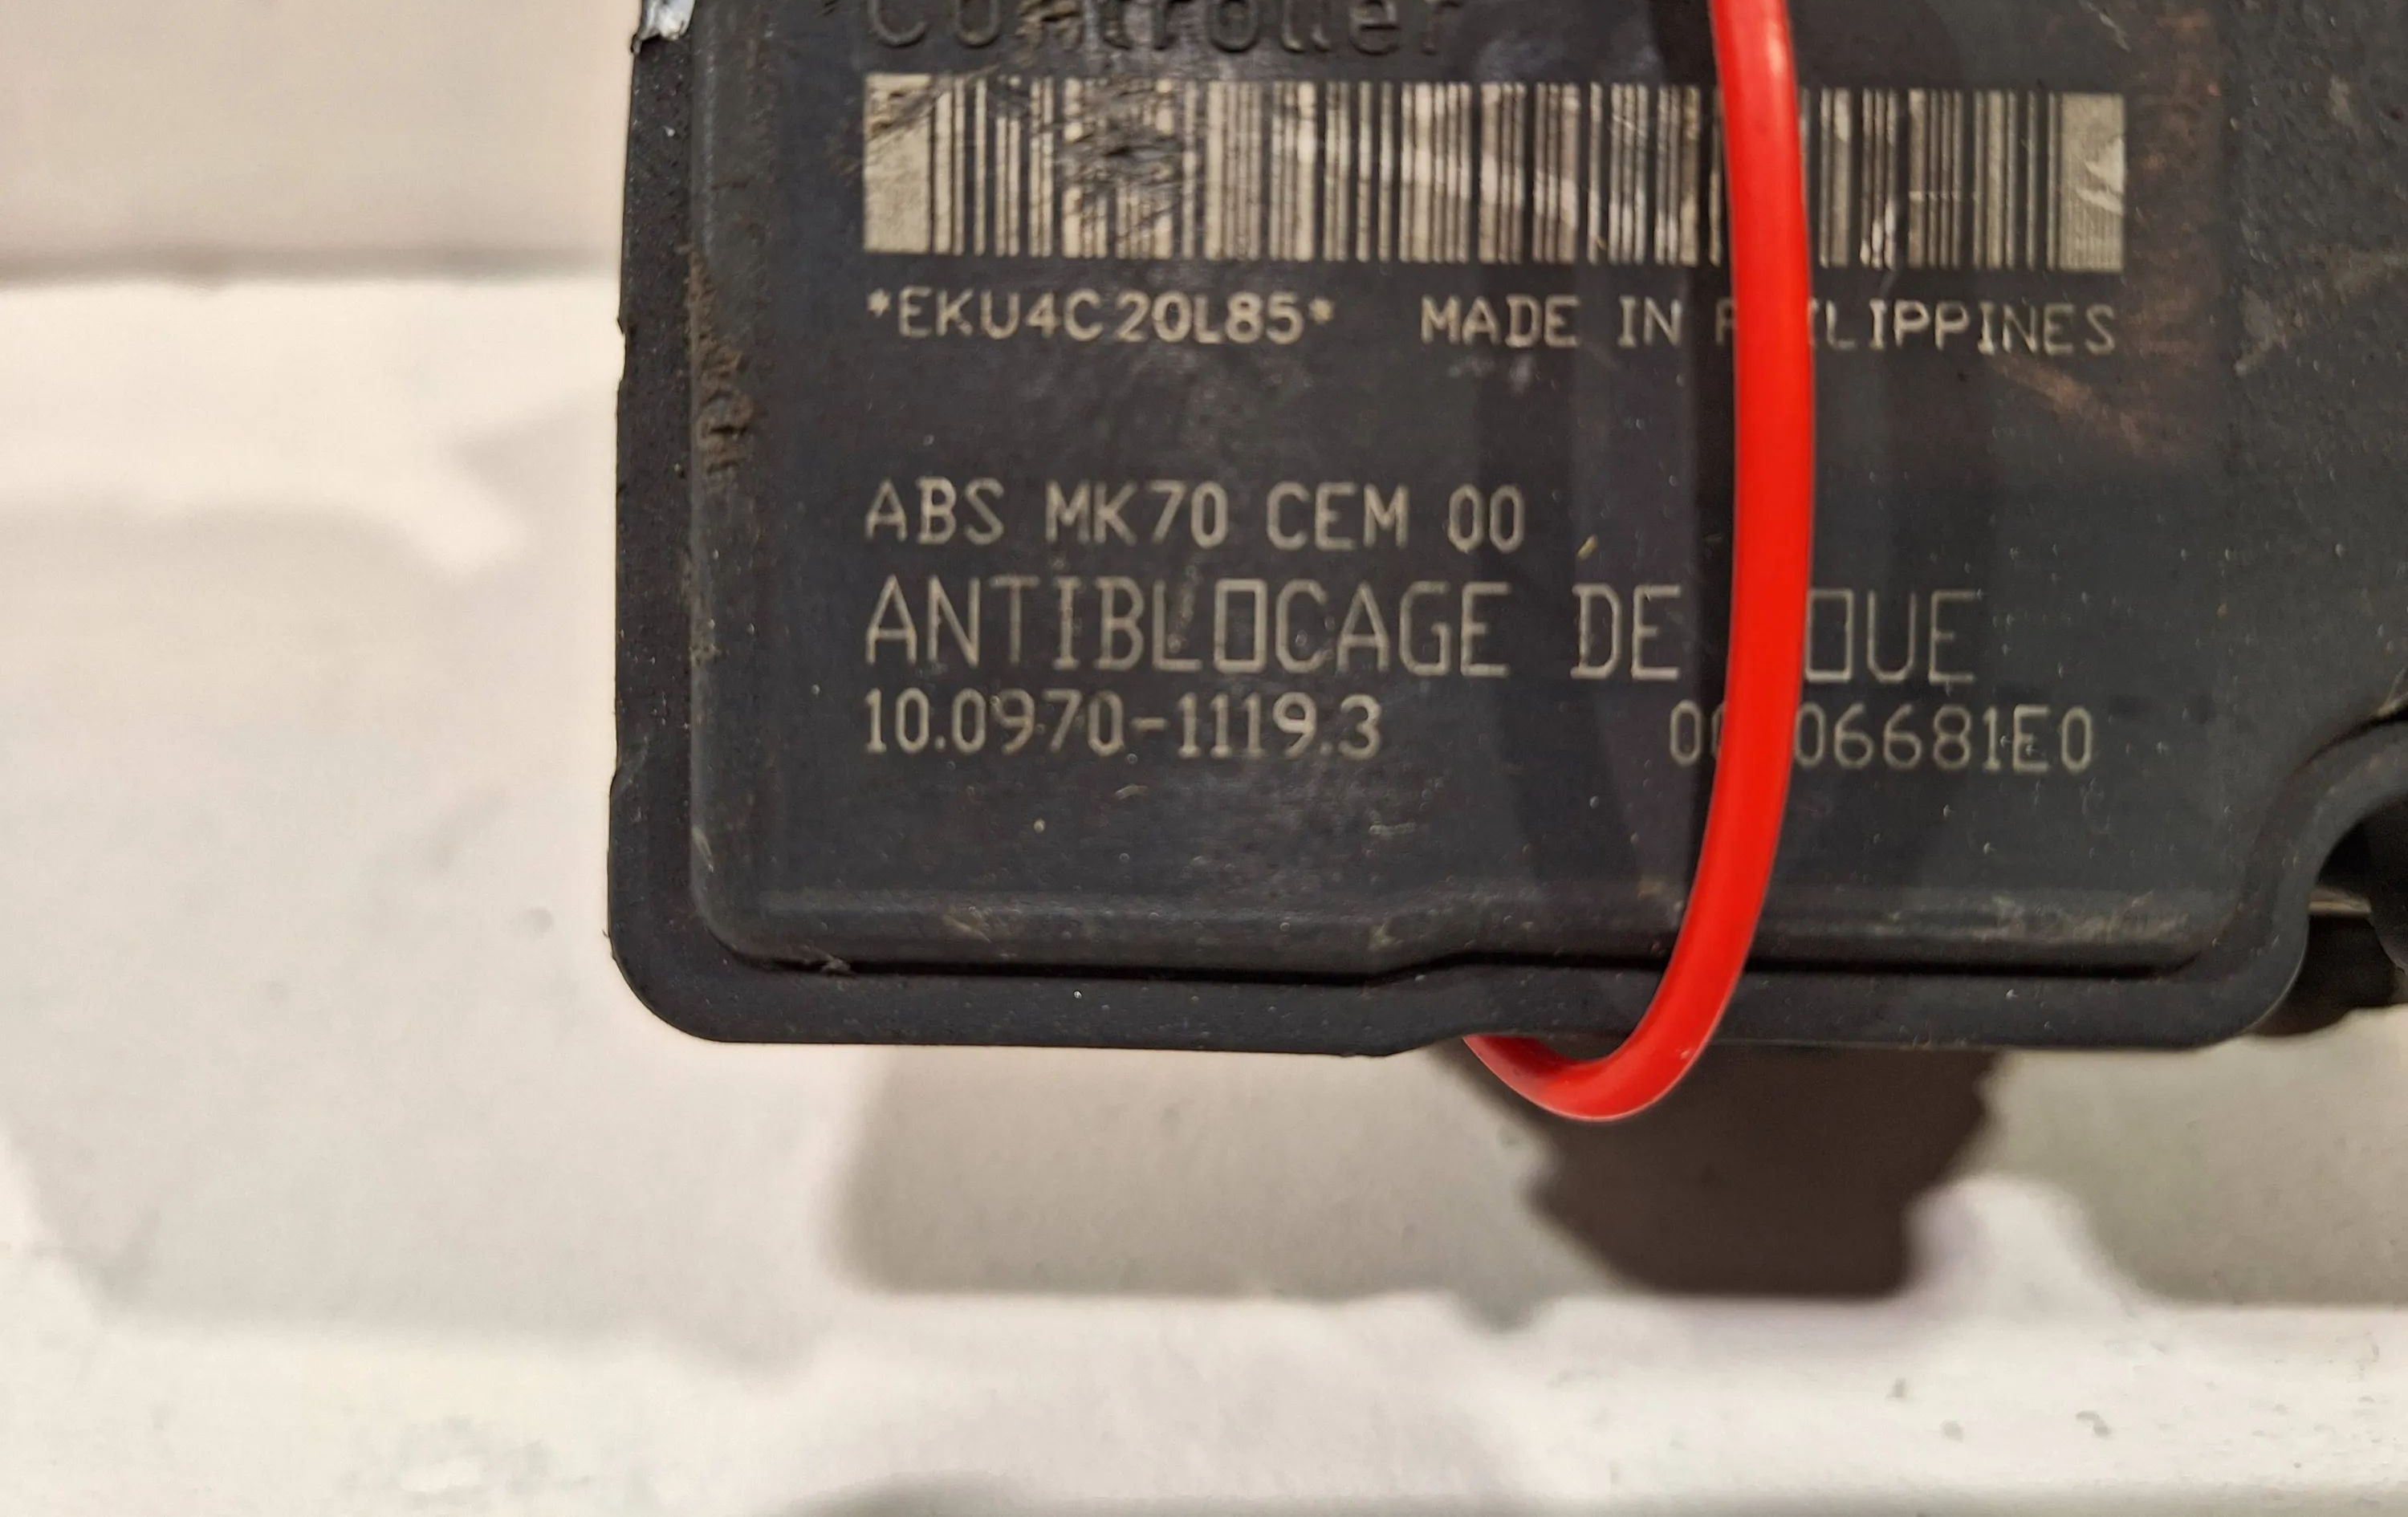 Controller
*EKU4C20L85* MADE IN
ABS MK70 CEM 00
ANTIBLOCAGE DE
10.0970-1119.3